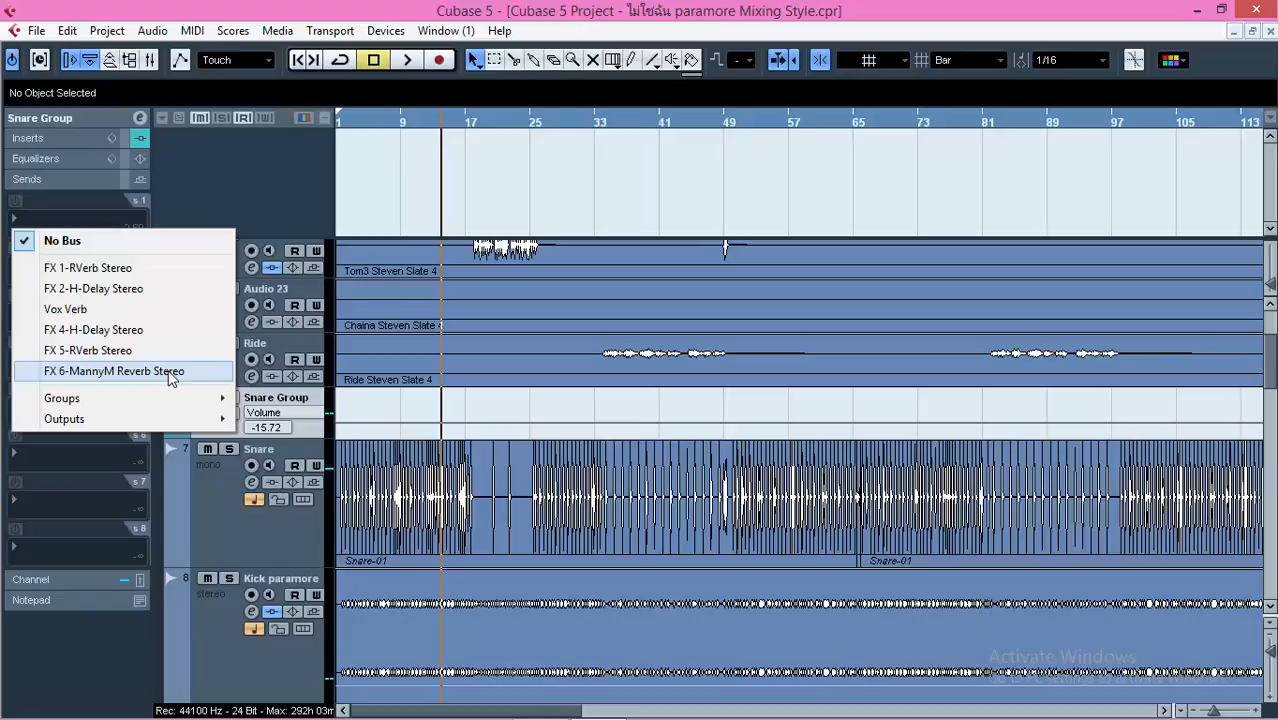 Cubase 5 - [Cubase 5 Project - ไม่ใช่ฉัน paramore Mixing Style.cpr]
File Edit Project Audio MIDI Scores Media Transport Devices Window (1) Help
Touch - Bar 1/16
No Object Selected
Snare Group e [M] |S| [R] |W|
1 9 17 25 33 41 49 57 65 73 81 89 97 105 113
Inserts
Equalizers
Sends
s 1
No Bus
FX 1-RVerb Stereo
FX 2-H-Delay Stereo
Vox Verb
FX 4-H-Delay Stereo
FX 5-RVerb Stereo
FX 6-MannyM Reverb Stereo
Groups
Outputs
R W
e
Tom3 Steven Slate 4
Audio 23
R W
e
Chaina Steven Slate 4
Ride
R W
e
Ride Steven Slate 4
Snare Group
Volume
-15.72
s 7
s 8
7 M S Snare
mono R W
e
Snare-01 Snare-01
8 M S Kick paramore
stereo R W
e
Channel
Notepad
Activate Windows
Rec: 44100 Hz - 24 Bit - Max: 292h 03m